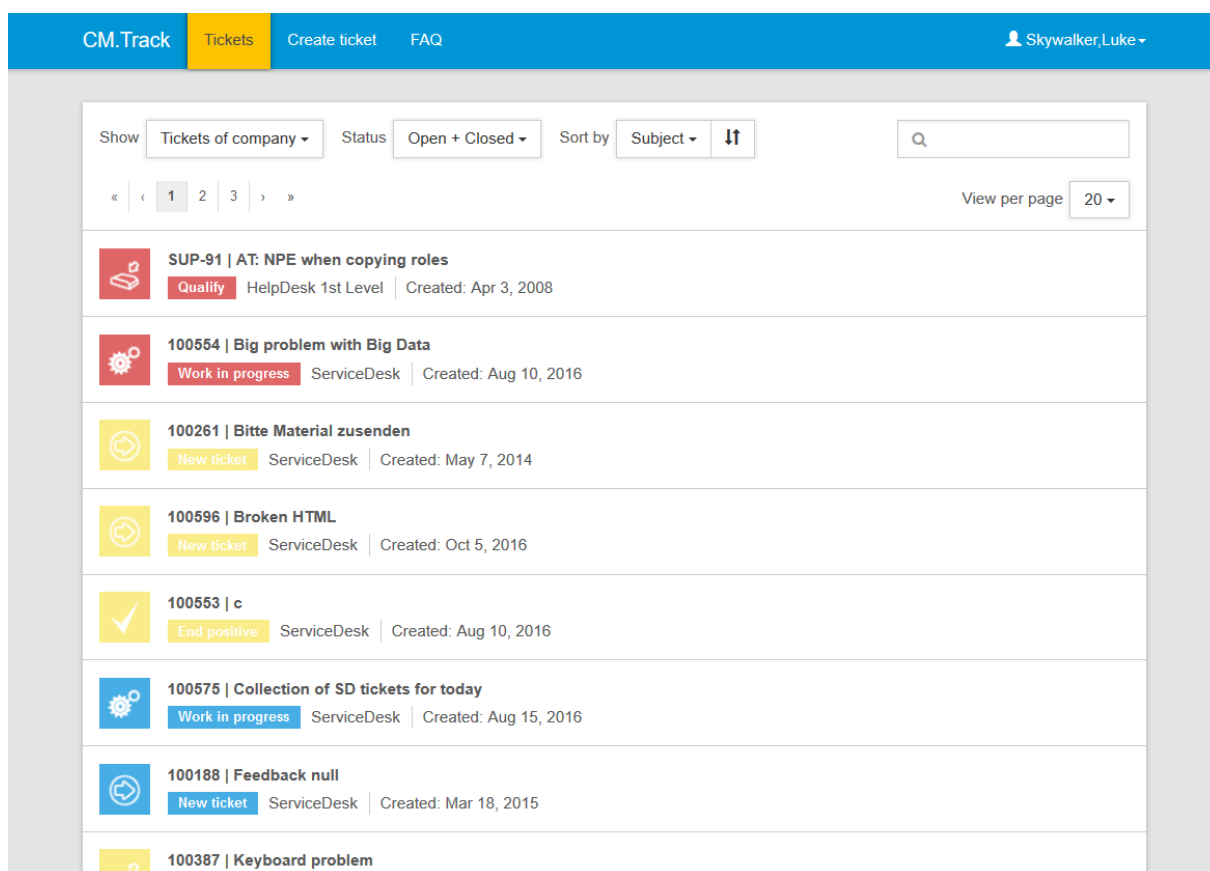 CM.Track Tickets Create ticket FAQ Skywalker,Luke
Show Tickets of company Status Open + Closed Sort by Subject
« ‹ 1 2 3 › » View per page 20
SUP-91 | AT: NPE when copying roles
Qualify HelpDesk 1st Level Created: Apr 3, 2008
100554 | Big problem with Big Data
Work in progress ServiceDesk Created: Aug 10, 2016
100261 | Bitte Material zusenden
New ticket ServiceDesk Created: May 7, 2014
100596 | Broken HTML
New ticket ServiceDesk Created: Oct 5, 2016
100553 | c
End positive ServiceDesk Created: Aug 10, 2016
100575 | Collection of SD tickets for today
Work in progress ServiceDesk Created: Aug 15, 2016
100188 | Feedback null
New ticket ServiceDesk Created: Mar 18, 2015
100387 | Keyboard problem